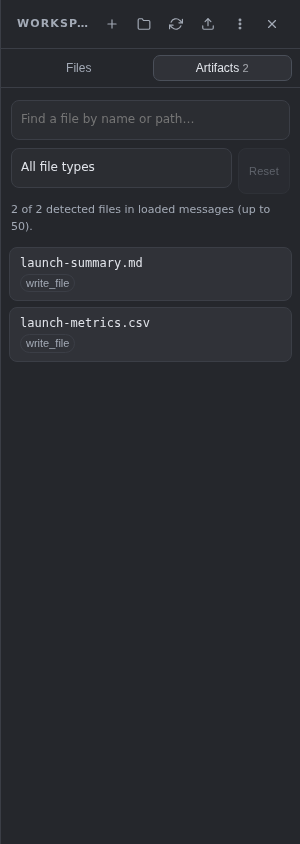 WORKSP...
Files
Artifacts 2
Find a file by name or path...
All file types
Reset
2 of 2 detected files in loaded messages (up to
50).
launch-summary.md
write_file
launch-metrics.csv
write_file